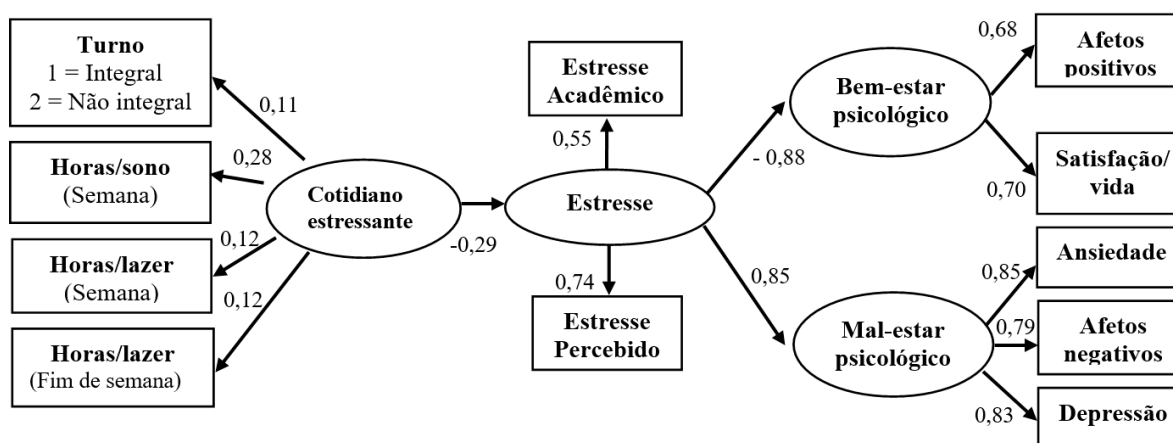 Turno
1 = Integral
2 = Não integral
0,11
Horas/sono
(Semana)
0,28
Horas/lazer
(Semana)
0,12
Horas/lazer
(Fim de semana)
0,12
Cotidiano
estressante
-0,29
Estresse
Acadêmico
0,55
Estresse
0,74
Estresse
Percebido
- 0,88
0,85
Bem-estar
psicológico
0,68
Afetos
positivos
0,70
Satisfação/
vida
Mal-estar
psicológico
0,85
Ansiedade
0,79
Afetos
negativos
0,83
Depressão